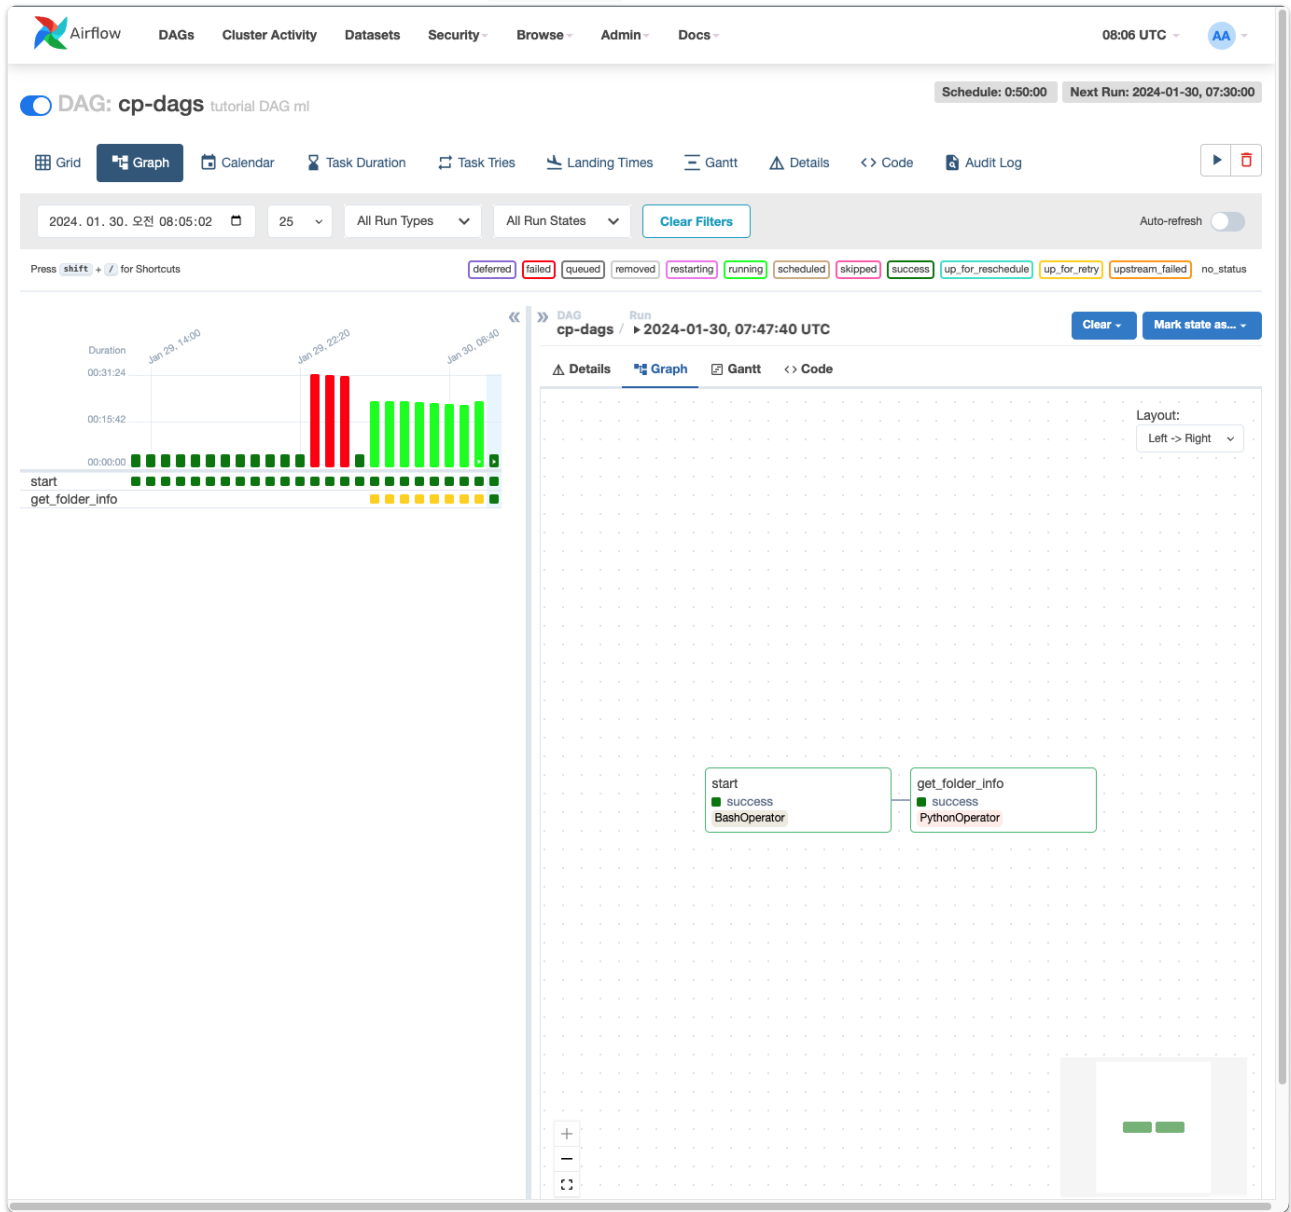 Airflow DAGs Cluster Activity Datasets Security Browse Admin Docs 08:06 UTC AA
Schedule: 0:50:00 Next Run: 2024-01-30, 07:30:00
DAG: cp-dags tutorial DAG ml
Grid Graph Calendar Task Duration Task Tries Landing Times Gantt Details <> Code Audit Log
2024. 01. 30. 오전 08:05:02 25 All Run Types All Run States Clear Filters Auto-refresh
Press shift + / for Shortcuts deferred failed queued removed restarting running scheduled skipped success up_for_reschedule up_for_retry upstream_failed no_status
Duration
Jan 29, 14:00 Jan 29, 22:20 Jan 30, 06:40
00:31:24
00:15:42
00:00:00
start
get_folder_info
DAG Run
cp-dags / 2024-01-30, 07:47:40 UTC
Clear Mark state as...
Details Graph Gantt <> Code
Layout:
Left -> Right
start
success
BashOperator
get_folder_info
success
PythonOperator